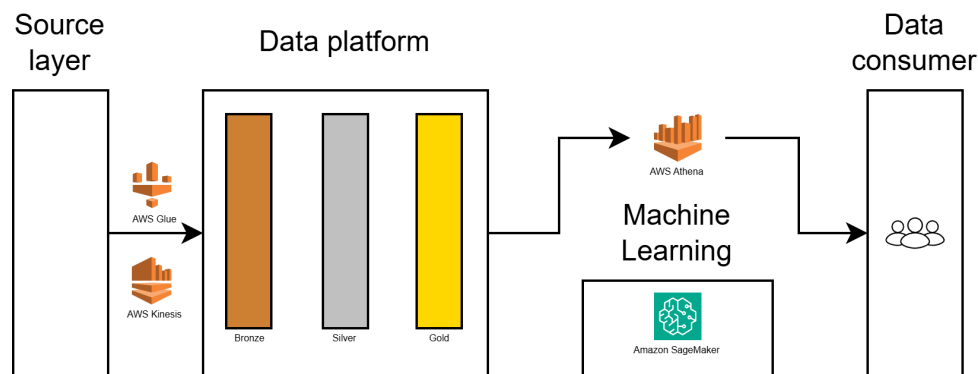 Source
layer
Data platform
Data
consumer
AWS Glue
AWS Kinesis
Bronze
Silver
Gold
AWS Athena
Machine
Learning
Amazon SageMaker